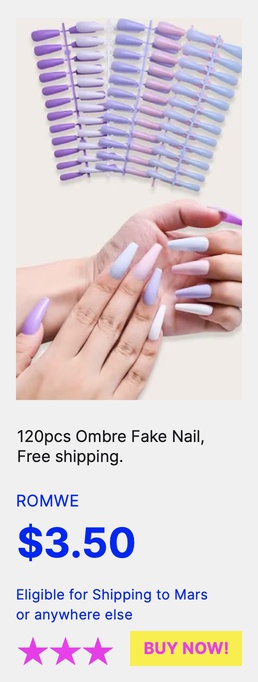 120pcs Ombre Fake Nail,
Free shipping.
ROMWE
$3.50
Eligible for Shipping to Mars
or anywhere else
BUY NOW!